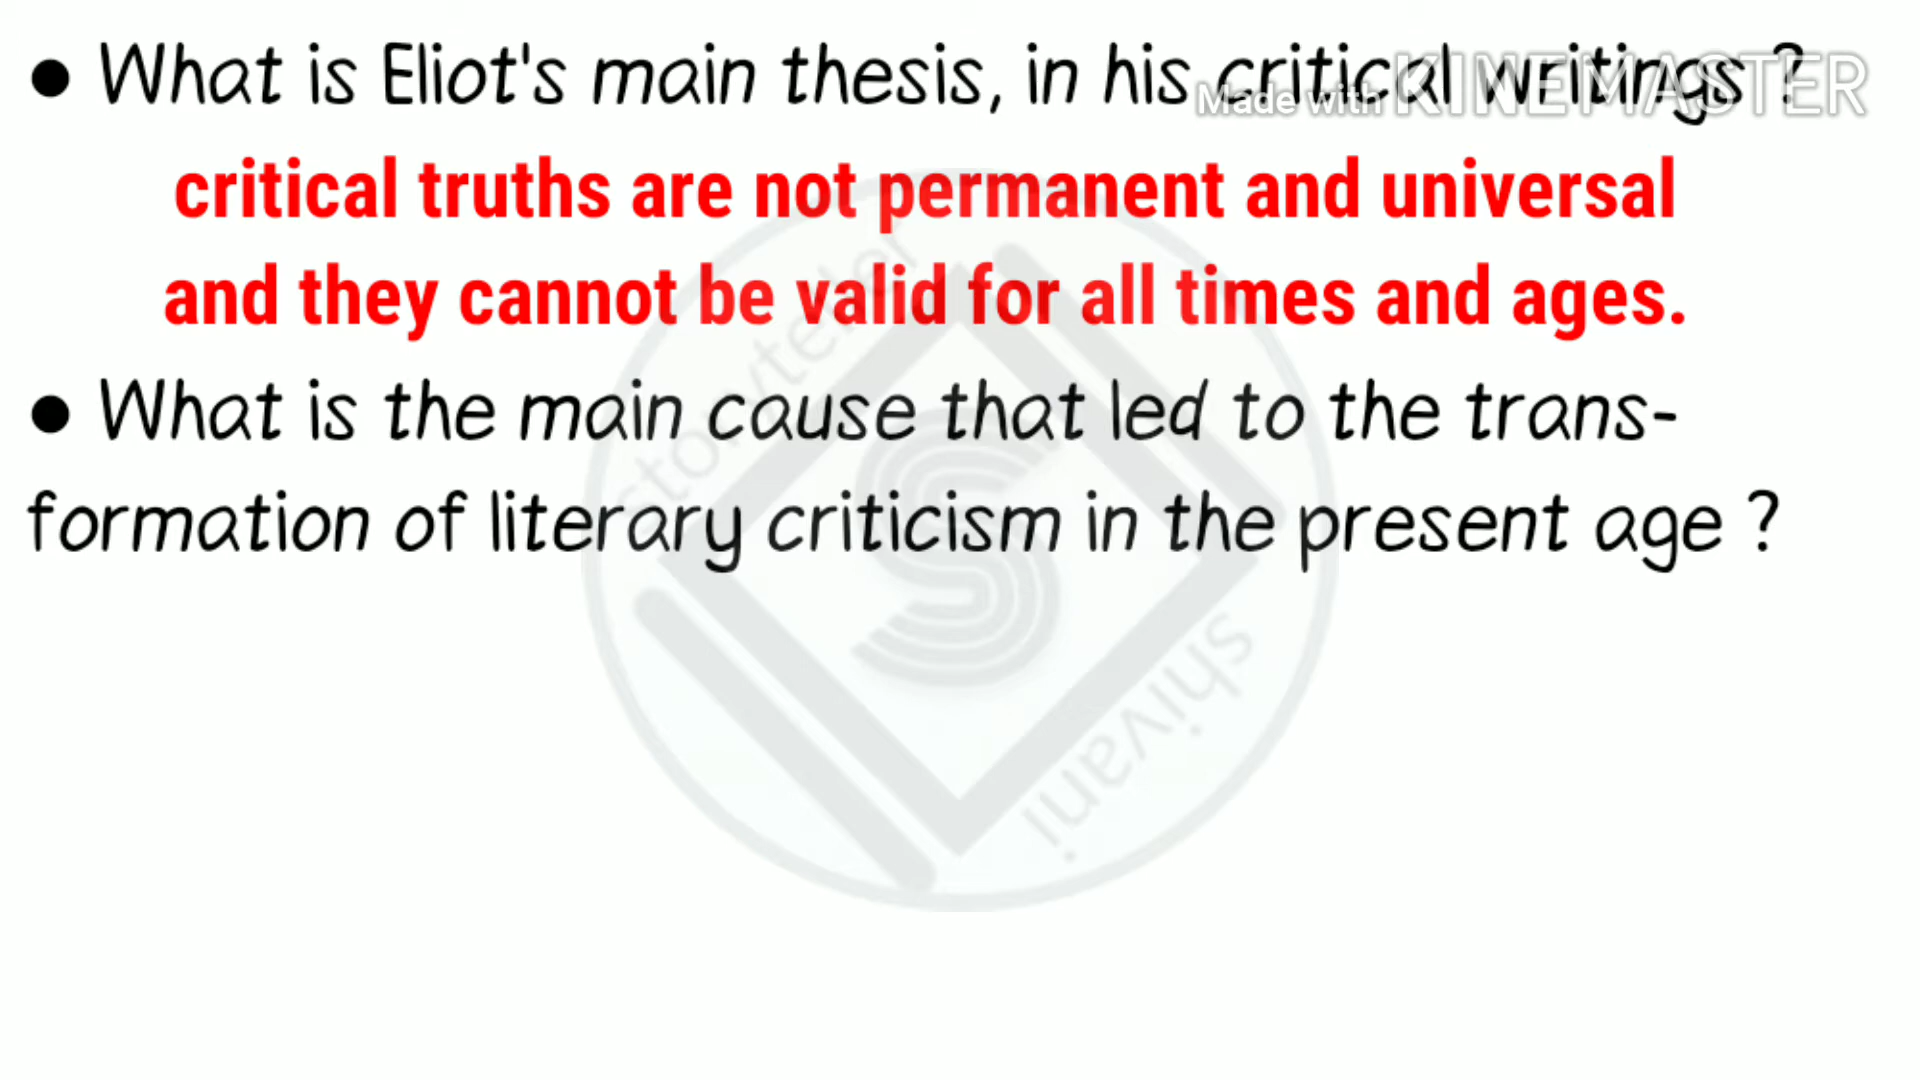 ● What is Eliot's main thesis, in his critical writings ?
Made with KINEMASTER
critical truths are not permanent and universal
and they cannot be valid for all times and ages.
● What is the main cause that led to the trans-
formation of literary criticism in the present age ?
storyteller
S
shivani